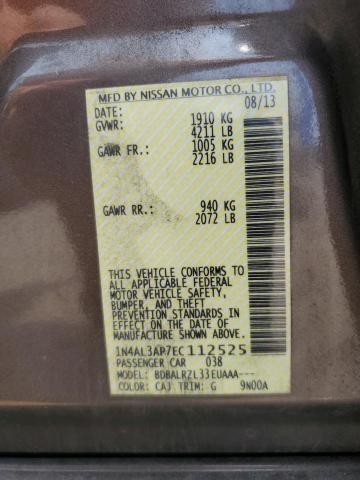 MFD BY NISSAN MOTOR CO., LTD.
DATE: 08/13
GVWR: 1910 KG
4211 LB
GAWR FR.: 1005 KG
2216 LB
GAWR RR.: 940 KG
2072 LB
THIS VEHICLE CONFORMS TO
ALL APPLICABLE FEDERAL
MOTOR VEHICLE SAFETY,
BUMPER, AND THEFT
PREVENTION STANDARDS IN
EFFECT ON THE DATE OF
MANUFACTURE SHOWN ABOVE.
1N4AL3AP7EC112525
PASSENGER CAR 038
MODEL: BDBALRZL33EUAAA---
COLOR: CAJ TRIM: G 9N00A